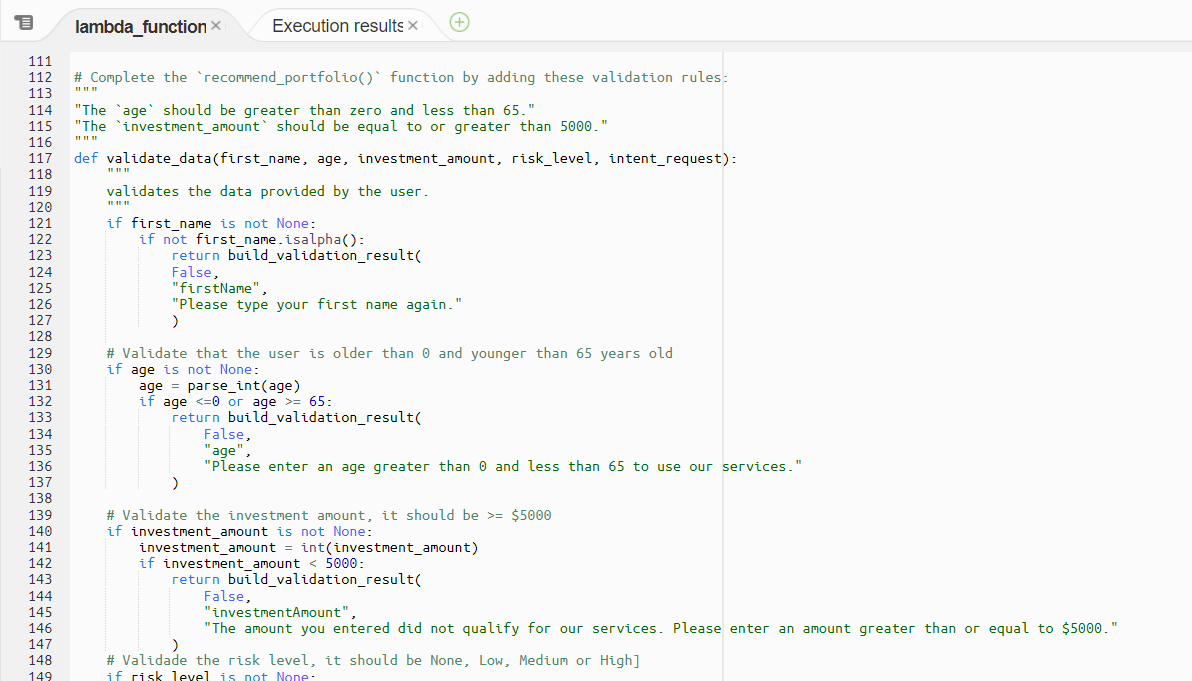 lambda_function ×
Execution results ×
111
112 # Complete the `recommend_portfolio()` function by adding these validation rules:
113 """
114 "The `age` should be greater than zero and less than 65."
115 "The `investment_amount` should be equal to or greater than 5000."
116 """
117 def validate_data(first_name, age, investment_amount, risk_level, intent_request):
118     """
119     validates the data provided by the user.
120     """
121     if first_name is not None:
122         if not first_name.isalpha():
123             return build_validation_result(
124             False,
125             "firstName",
126             "Please type your first name again."
127             )
128
129     # Validate that the user is older than 0 and younger than 65 years old
130     if age is not None:
131         age = parse_int(age)
132         if age <=0 or age >= 65:
133             return build_validation_result(
134                 False,
135                 "age",
136                 "Please enter an age greater than 0 and less than 65 to use our services."
137             )
138
139     # Validate the investment amount, it should be >= $5000
140     if investment_amount is not None:
141         investment_amount = int(investment_amount)
142         if investment_amount < 5000:
143             return build_validation_result(
144                 False,
145                 "investmentAmount",
146                 "The amount you entered did not qualify for our services. Please enter an amount greater than or equal to $5000."
147             )
148     # Validade the risk level, it should be None, Low, Medium or High]
149     if risk_level is not None: